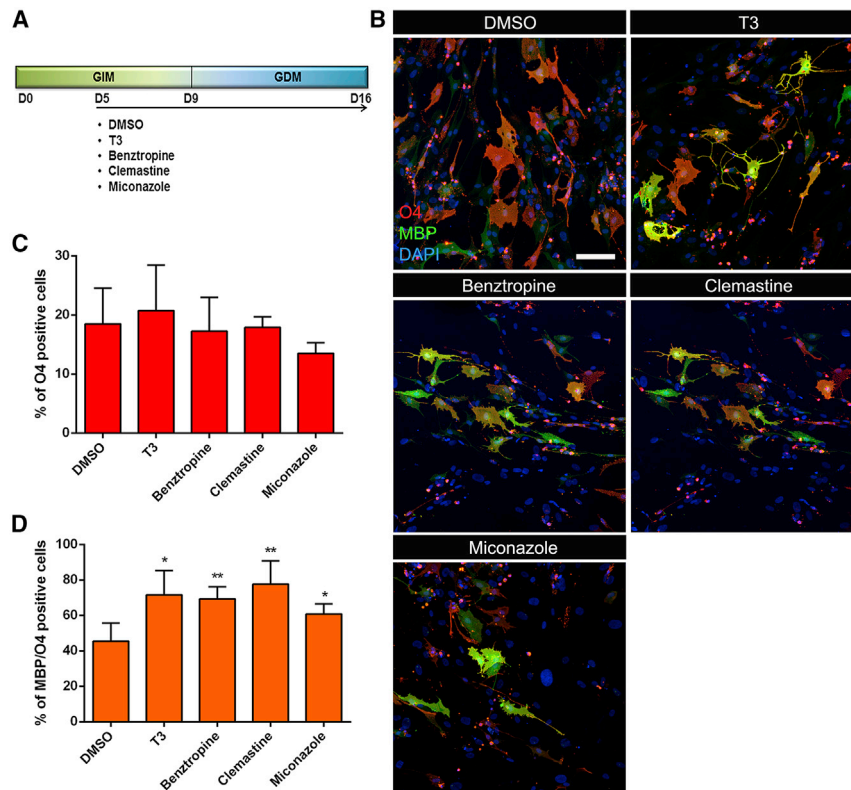 A
GIM
GDM
D0
D5
D9
D16
• DMSO
• T3
• Benztropine
• Clemastine
• Miconazole
B
DMSO
T3
O4
MBP
DAPI
Benztropine
Clemastine
Miconazole
C
% of O4 positive cells
30
20
10
0
DMSO
T3
Benztropine
Clemastine
Miconazole
D
% of MBP/O4 positive cells
100
80
60
40
20
0
*
**
**
*
DMSO
T3
Benztropine
Clemastine
Miconazole